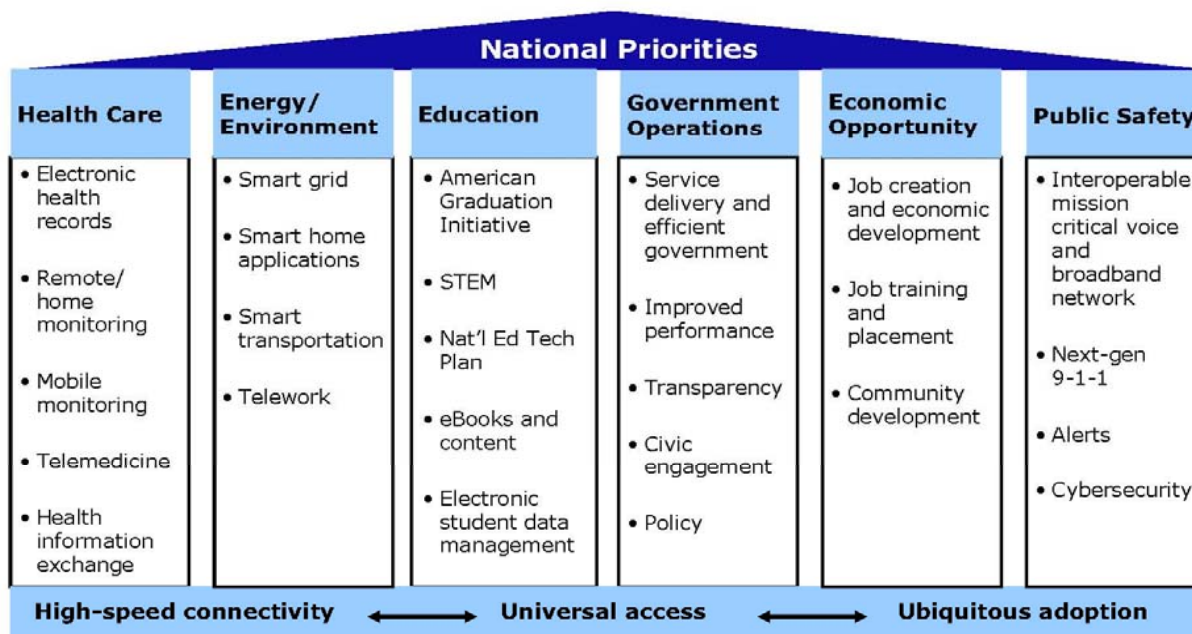 National Priorities
Health Care
• Electronic
health
records
• Remote/
home
monitoring
• Mobile
monitoring
• Telemedicine
• Health
information
exchange
Energy/
Environment
• Smart grid
• Smart home
applications
• Smart
transportation
• Telework
Education
• American
Graduation
Initiative
• STEM
• Nat’l Ed Tech
Plan
• eBooks and
content
• Electronic
student data
management
Government
Operations
• Service
delivery and
efficient
government
• Improved
performance
• Transparency
• Civic
engagement
• Policy
Economic
Opportunity
• Job creation
and economic
development
• Job training
and
placement
• Community
development
Public Safety
• Interoperable
mission
critical voice
and
broadband
network
• Next-gen
9-1-1
• Alerts
• Cybersecurity
High-speed connectivity Universal access Ubiquitous adoption